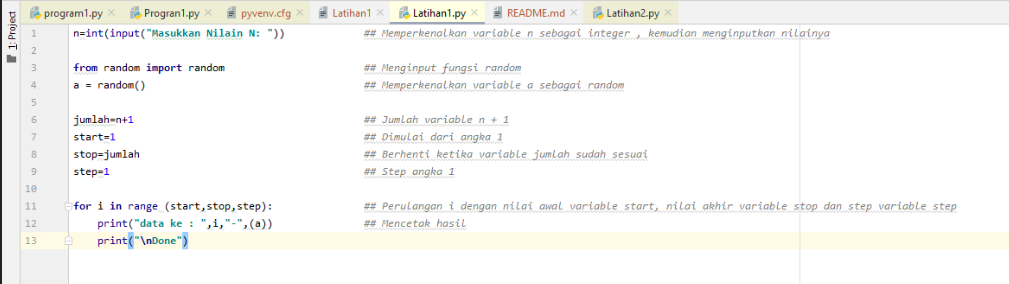 program1.py Progran1.py pyvenv.cfg Latihan1 Latihan1.py README.md Latihan2.py
1: Project
1 n=int(input("Masukkan Nilain N: ")) ## Memperkenalkan variable n sebagai integer , kemudian menginputkan nilainya
2
3 from random import random ## Menginput fungsi random
4 a = random() ## Memperkenalkan variable a sebagai random
5
6 jumlah=n+1 ## Jumlah variable n + 1
7 start=1 ## Dimulai dari angka 1
8 stop=jumlah ## Berhenti ketika variable jumlah sudah sesuai
9 step=1 ## Step angka 1
10
11 for i in range (start,stop,step): ## Perulangan i dengan nilai awal variable start, nilai akhir variable stop dan step variable step
12 print("data ke : ",i,"-",(a)) ## Mencetak hasil
13 print("\nDone")